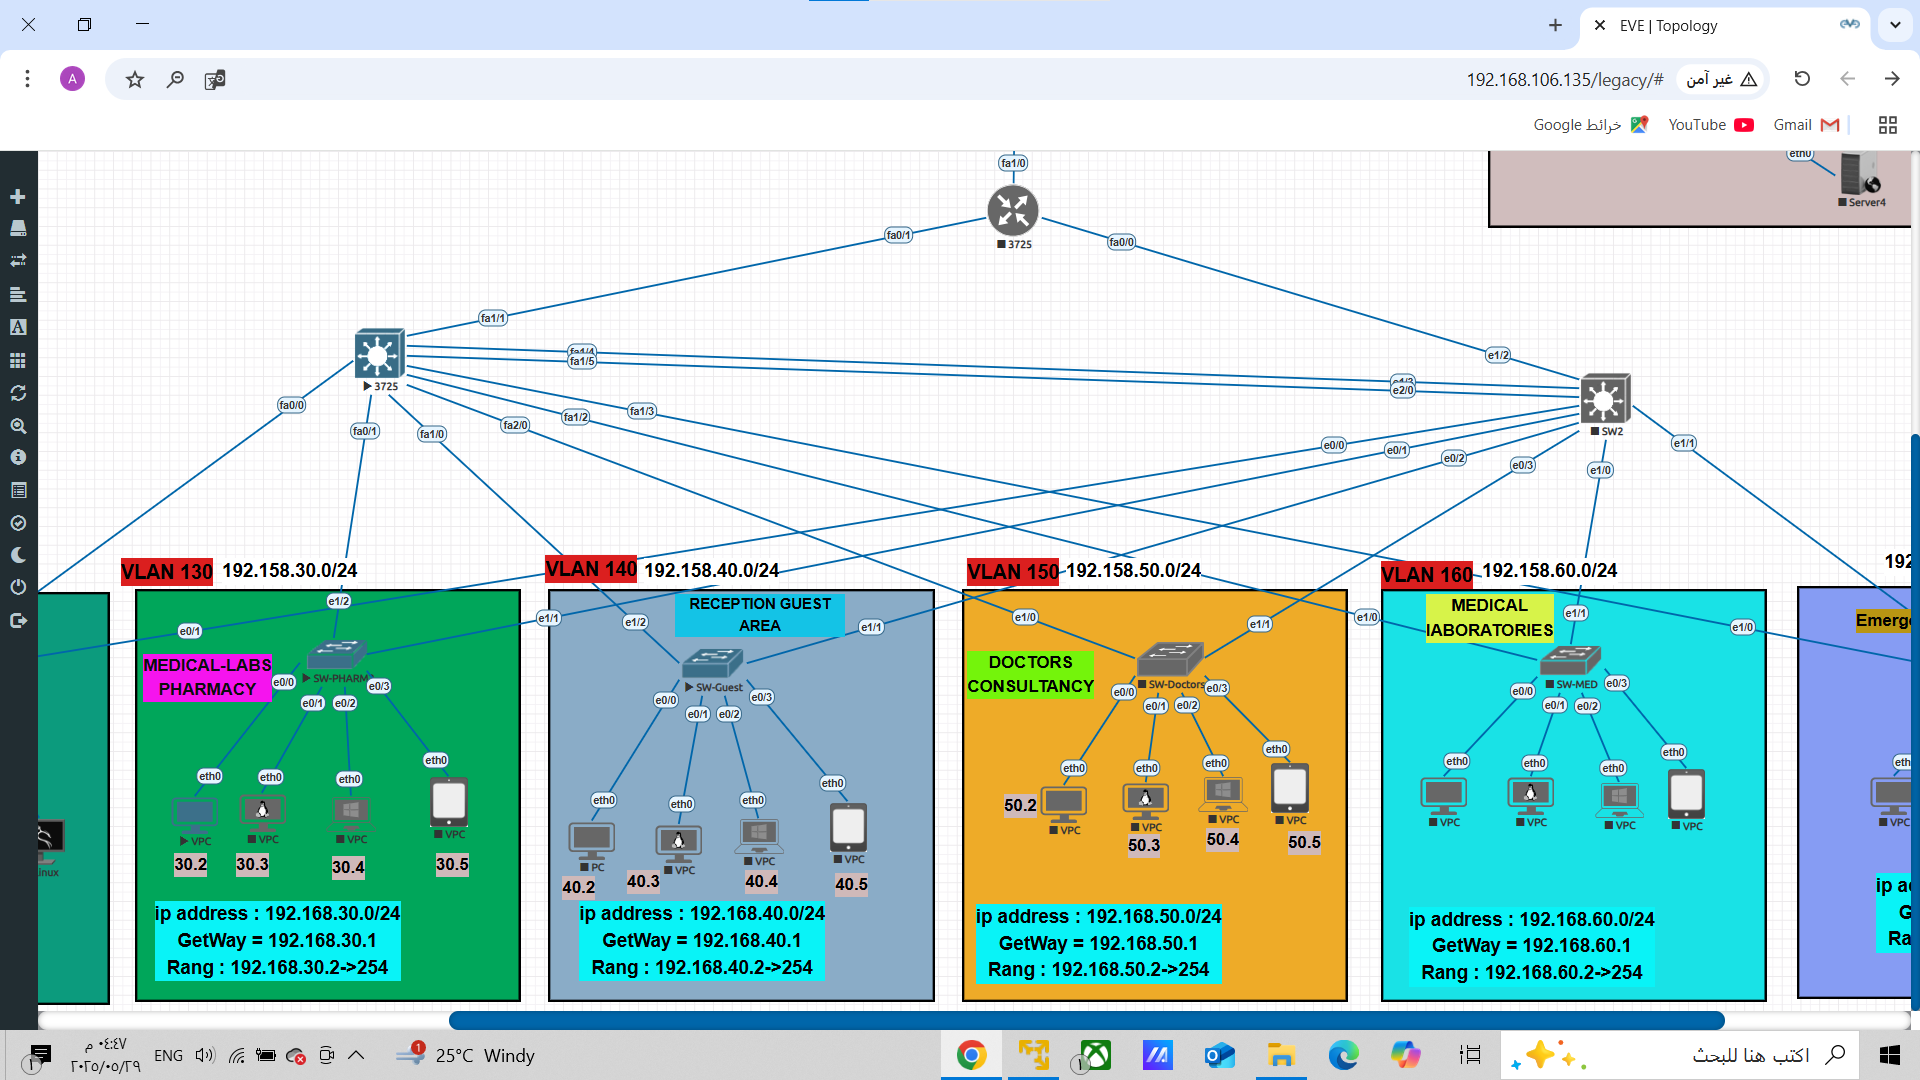 EVE | Topology
A
192.168.106.135/legacy/#
غير آمن
خرائط Google
YouTube
Gmail
fa1/0
eth0
Server4
3725
fa0/1
fa0/0
fa1/1
3725
fa1/4
fa1/5
e1/2
e2/0
SW2
fa0/0
fa0/1
fa1/0
fa2/0
fa1/2
fa1/3
e0/0
e0/1
e0/2
e0/3
e1/0
e1/1
VLAN 130
192.158.30.0/24
VLAN 140
192.158.40.0/24
VLAN 150
192.158.50.0/24
VLAN 160
192.158.60.0/24
192
e0/1
e1/2
e1/1
MEDICAL-LABS
PHARMACY
SW-PHARM
e0/0
e0/1
e0/2
e0/3
eth0
eth0
eth0
eth0
VPC
VPC
VPC
VPC
30.2
30.3
30.4
30.5
ip address : 192.168.30.0/24
GetWay = 192.168.30.1
Rang : 192.168.30.2->254
RECEPTION GUEST
AREA
e1/2
e1/1
SW-Guest
e0/0
e0/1
e0/2
e0/3
eth0
eth0
eth0
eth0
PC
VPC
VPC
VPC
40.2
40.3
40.4
40.5
ip address : 192.168.40.0/24
GetWay = 192.168.40.1
Rang : 192.168.40.2->254
e1/0
e1/1
DOCTORS
CONSULTANCY
SW-Doctors
e0/0
e0/1
e0/2
e0/3
eth0
eth0
eth0
eth0
50.2
VPC
VPC
VPC
VPC
50.3
50.4
50.5
ip address : 192.168.50.0/24
GetWay = 192.168.50.1
Rang : 192.168.50.2->254
e1/0
MEDICAL
lABORATORIES
e1/1
e1/0
SW-MED
e0/0
e0/1
e0/2
e0/3
eth0
eth0
eth0
eth0
VPC
VPC
VPC
VPC
ip address : 192.168.60.0/24
GetWay = 192.168.60.1
Rang : 192.168.60.2->254
Emerge
eth
VPC
ip a
G
Ra
inux
٠٤:٤٧ م
٢٠٢٥/٠٥/٢٩
ENG
1
25°C Windy
اكتب هنا للبحث